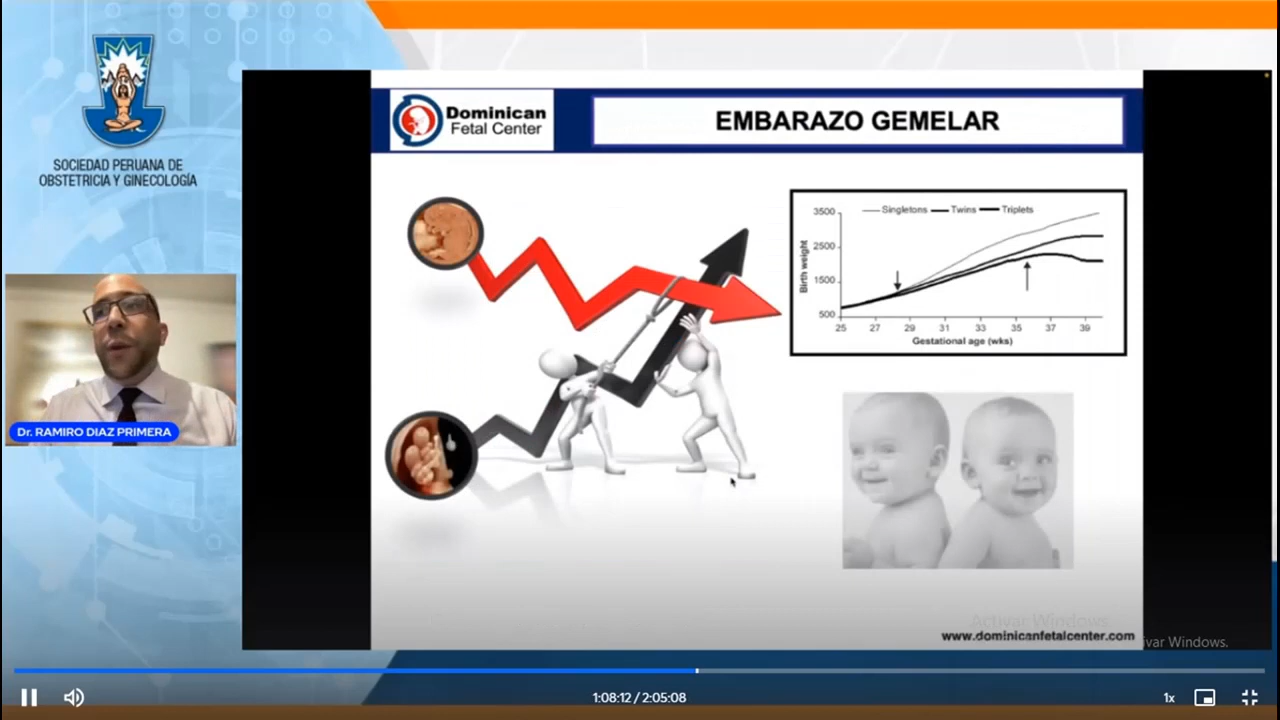 SOCIEDAD PERUANA DE
OBSTETRICIA Y GINECOLOGÍA
Dr. RAMIRO DIAZ PRIMERA
Dominican
Fetal Center
EMBARAZO GEMELAR
Singletons Twins Triplets
Birth weight
3500
2500
1500
500
25 27 29 31 33 35 37 39
Gestational age (wks)
Activar Windows
www.dominicanfetalcenter.com
ivar Windows.
1:08:12 / 2:05:08
1x